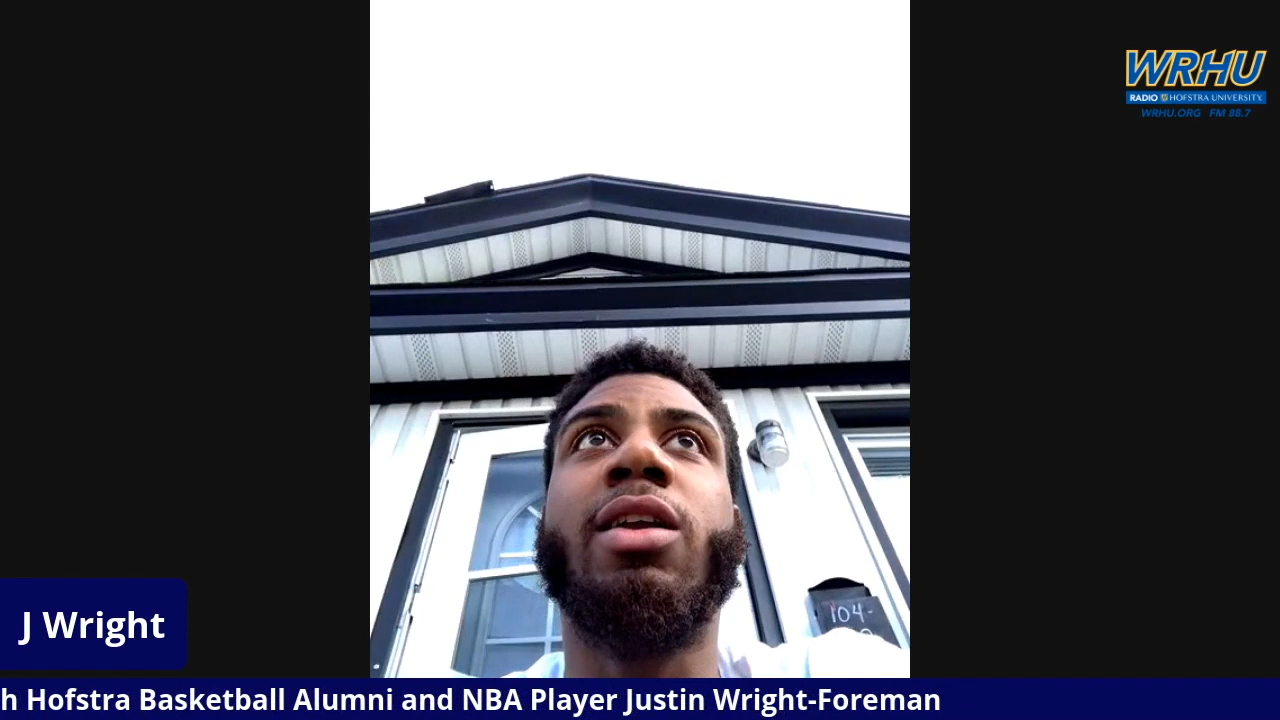 WRHU
RADIO HOFSTRA UNIVERSITY
WRHU.ORG FM 88.7
104-
J Wright
h Hofstra Basketball Alumni and NBA Player Justin Wright-Foreman